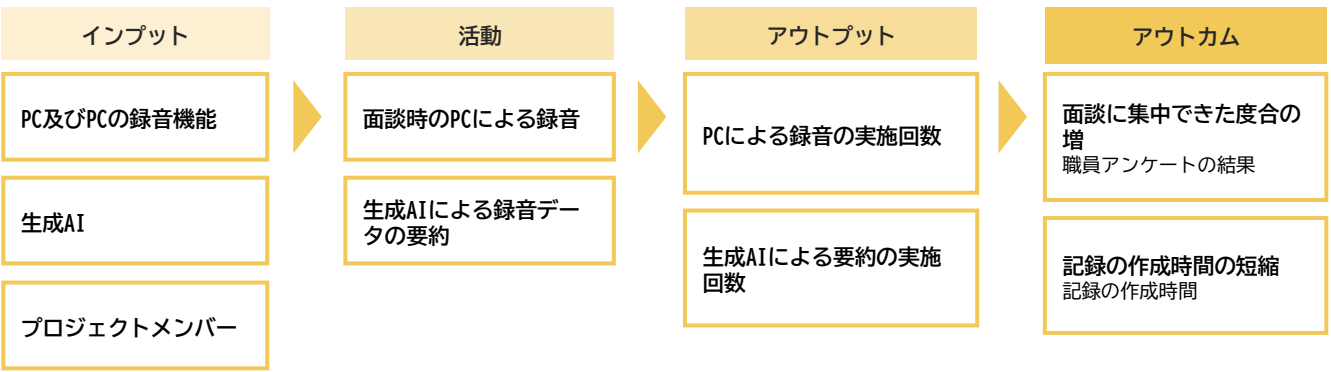 インプット
PC及びPCの録音機能
生成AI
プロジェクトメンバー
活動
面談時のPCによる録音
生成AIによる録音デー
タの要約
アウトプット
PCによる録音の実施回数
生成AIによる要約の実施
回数
アウトカム
面談に集中できた度合の
増
職員アンケートの結果
記録の作成時間の短縮
記録の作成時間